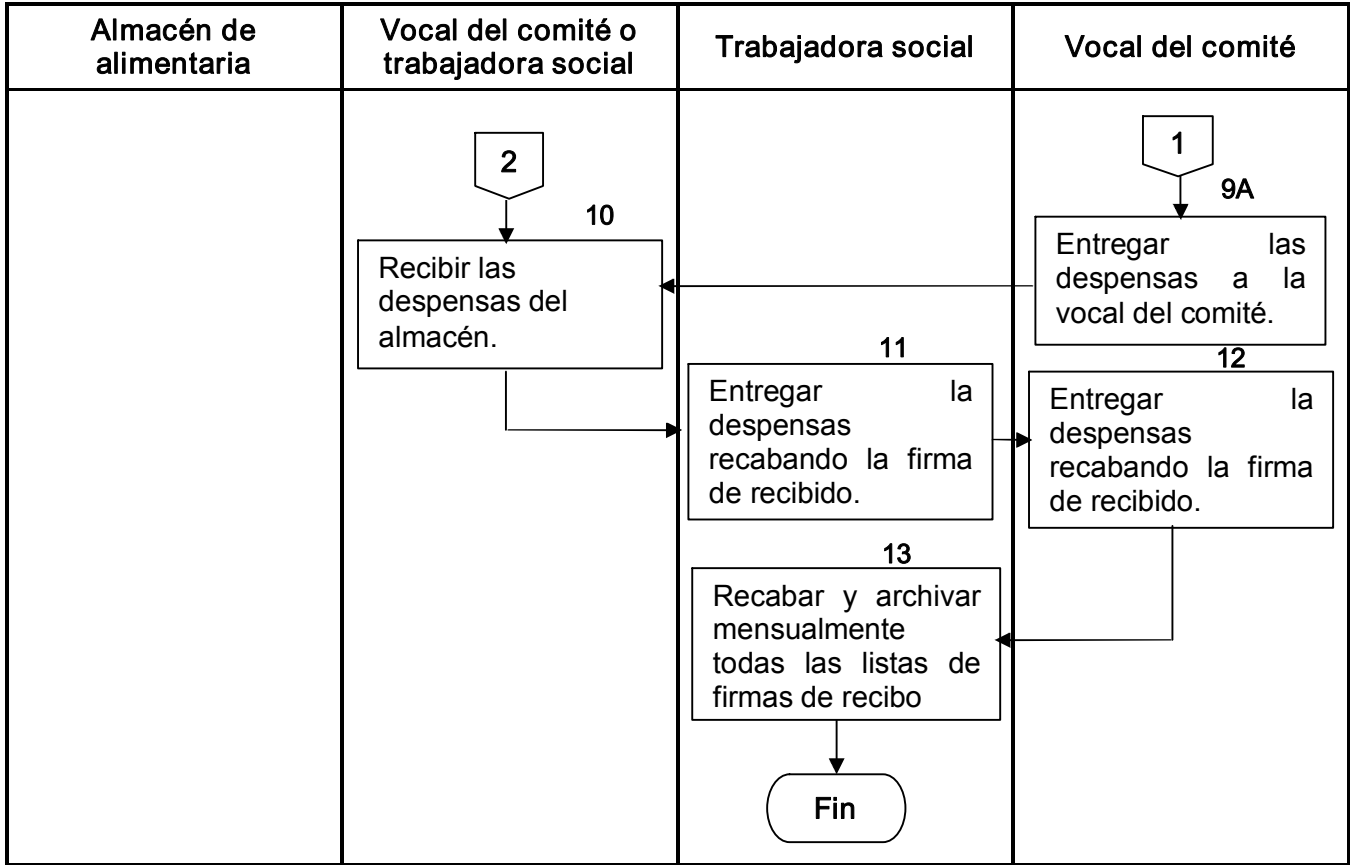 Almacén de
alimentaria
Vocal del comité o
trabajadora social
Trabajadora social
Vocal del comité
2
1
9A
10
Entregar las
despensas a la
vocal del comité.
Recibir las
despensas del
almacén.
11
12
Entregar la
despensas
recabando la firma
de recibido.
Entregar la
despensas
recabando la firma
de recibido.
13
Recabar y archivar
mensualmente
todas las listas de
firmas de recibo
Fin